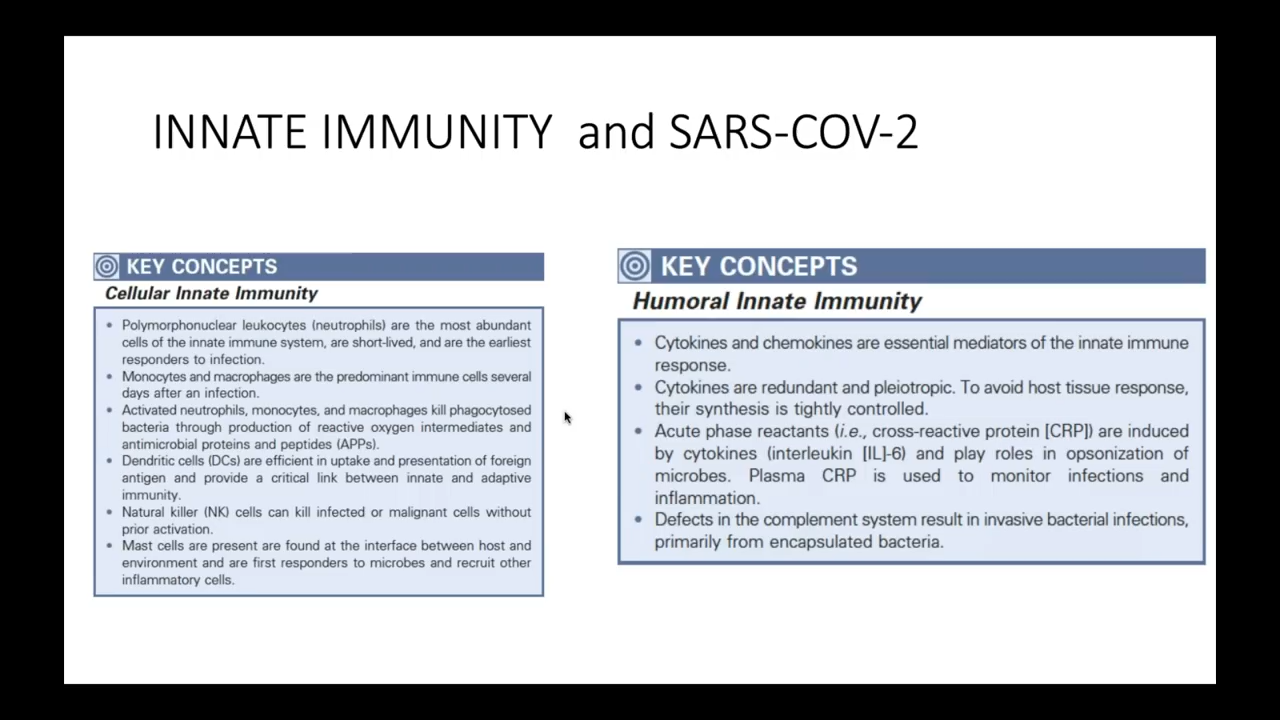 INNATE IMMUNITY and SARS-COV-2
KEY CONCEPTS
Cellular Innate Immunity
• Polymorphonuclear leukocytes (neutrophils) are the most abundant
cells of the innate immune system, are short-lived, and are the earliest
responders to infection.
• Monocytes and macrophages are the predominant immune cells several
days after an infection.
• Activated neutrophils, monocytes, and macrophages kill phagocytosed
bacteria through production of reactive oxygen intermediates and
antimicrobial proteins and peptides (APPs).
• Dendritic cells (DCs) are efficient in uptake and presentation of foreign
antigen and provide a critical link between innate and adaptive
immunity.
• Natural killer (NK) cells can kill infected or malignant cells without
prior activation.
• Mast cells are present are found at the interface between host and
environment and are first responders to microbes and recruit other
inflammatory cells.
KEY CONCEPTS
Humoral Innate Immunity
• Cytokines and chemokines are essential mediators of the innate immune
response.
• Cytokines are redundant and pleiotropic. To avoid host tissue response,
their synthesis is tightly controlled.
• Acute phase reactants (i.e., cross-reactive protein [CRP]) are induced
by cytokines (interleukin [IL]-6) and play roles in opsonization of
microbes. Plasma CRP is used to monitor infections and
inflammation.
• Defects in the complement system result in invasive bacterial infections,
primarily from encapsulated bacteria.